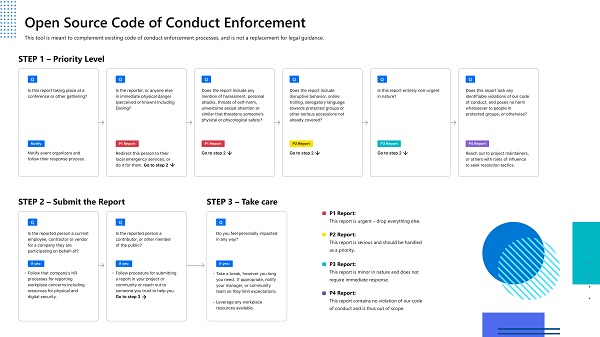 Open Source Code of Conduct Enforcement
This tool is meant to complement existing code of conduct enforcement processes, and is not a replacement for legal guidance.
STEP 1 – Priority Level
Q
Is this report taking place at a
conference or other gathering?
Notify
Notify event organizers and
follow their response process.
Q
Is the reporter, or anyone else
in immediate physical danger
(perceived or known) including
Doxing?
P1 Report
Redirect this person to their
local emergency services, or
do it for them. Go to step 2 ↓
Q
Does the report include any
mention of harassment, personal
attacks, threats of self-harm,
unwelcome sexual attention or
similar that threatens someone's
physical or physiological safety?
P1 Report
Go to step 2 ↓
Q
Does the report include
disruptive behavior, online
trolling, derogatory language
towards protected groups or
other serious accessions not
already covered?
P2 Report
Go to step 2 ↓
Q
Is this report entirely non-urgent
in nature?
P3 Report
Go to step 2 ↓
Q
Does this report lack any
identifiable violations of our code
of conduct, and poses no harm
whatsoever to people in
protected groups, or otherwise?
P4 Report
Reach out to project maintainers,
or others with roles of influence
to seek resolution tactics.
STEP 2 – Submit the Report
Q
Is the reported person a current
employee, contractor or vendor
for a company they are
participating on behalf-of?
If yes:
Follow that company's HR
processes for reporting
workplace concerns including
resources for physical and
digital security.
Q
Is the reported person a
contributor, or other member
of the public?
If yes:
Follow procedure for submitting
a report in your project or
community or reach out to
someone you trust to help you.
Go to step 3 →
STEP 3 – Take care
Q
Do you feel personally impacted
in any way?
If yes:
Take a break, however long you
need. If appropriate, notify
your manager, or community
team so they limit expectations.
Leverage any workplace
resources available.
P1 Report:
This report is urgent – drop everything else.
P2 Report:
This report is serious and should be handled
as a priority.
P3 Report:
This report is minor in nature and does not
require immediate response.
P4 Report:
This report contains no violation of our code
of conduct and is thus out of scope.